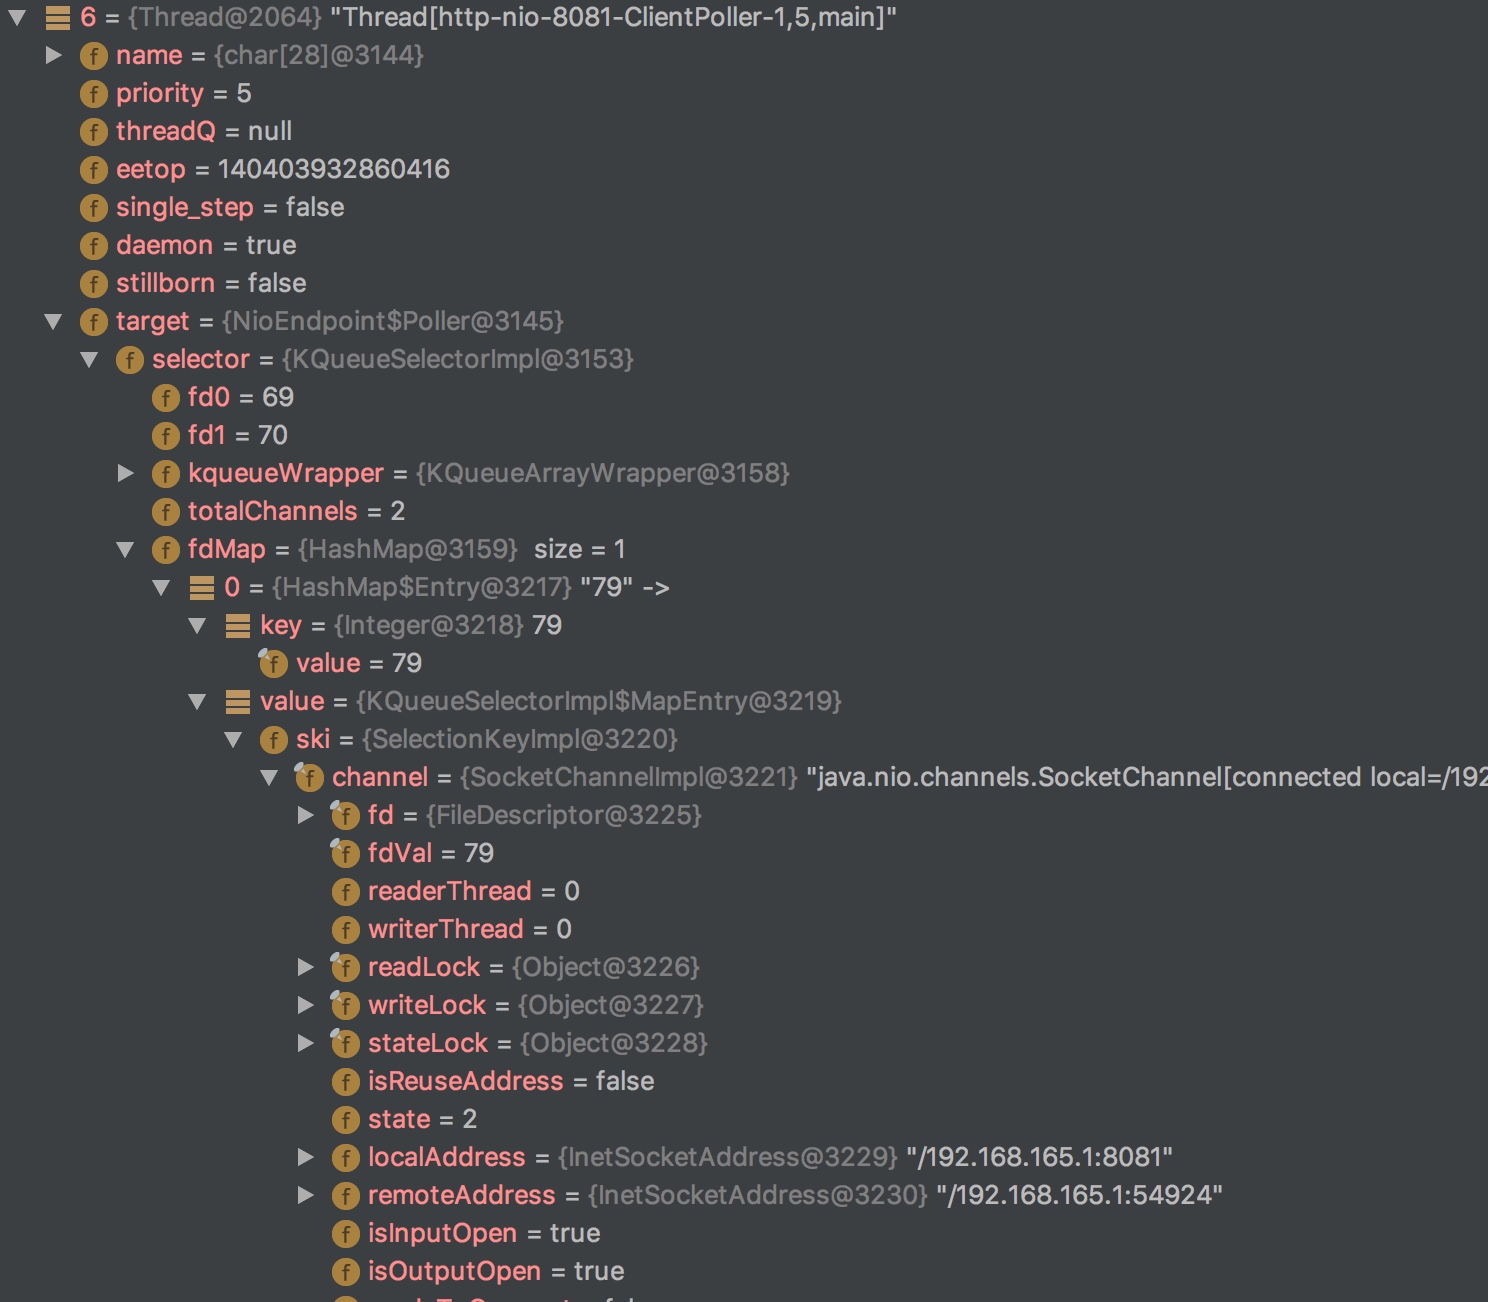 6 = {Thread@2064} "Thread[http-nio-8081-ClientPoller-1,5,main]"
f name = {char[28]@3144}
f priority = 5
f threadQ = null
f eetop = 140403932860416
f single_step = false
f daemon = true
f stillborn = false
f target = {NioEndpoint$Poller@3145}
f selector = {KQueueSelectorImpl@3153}
f fd0 = 69
f fd1 = 70
f kqueueWrapper = {KQueueArrayWrapper@3158}
f totalChannels = 2
f fdMap = {HashMap@3159} size = 1
0 = {HashMap$Entry@3217} "79" ->
key = {Integer@3218} 79
f value = 79
value = {KQueueSelectorImpl$MapEntry@3219}
f ski = {SelectionKeyImpl@3220}
f channel = {SocketChannelImpl@3221} "java.nio.channels.SocketChannel[connected local=/192
f fd = {FileDescriptor@3225}
f fdVal = 79
f readerThread = 0
f writerThread = 0
f readLock = {Object@3226}
f writeLock = {Object@3227}
f stateLock = {Object@3228}
f isReuseAddress = false
f state = 2
f localAddress = {InetSocketAddress@3229} "/192.168.165.1:8081"
f remoteAddress = {InetSocketAddress@3230} "/192.168.165.1:54924"
f isInputOpen = true
f isOutputOpen = true